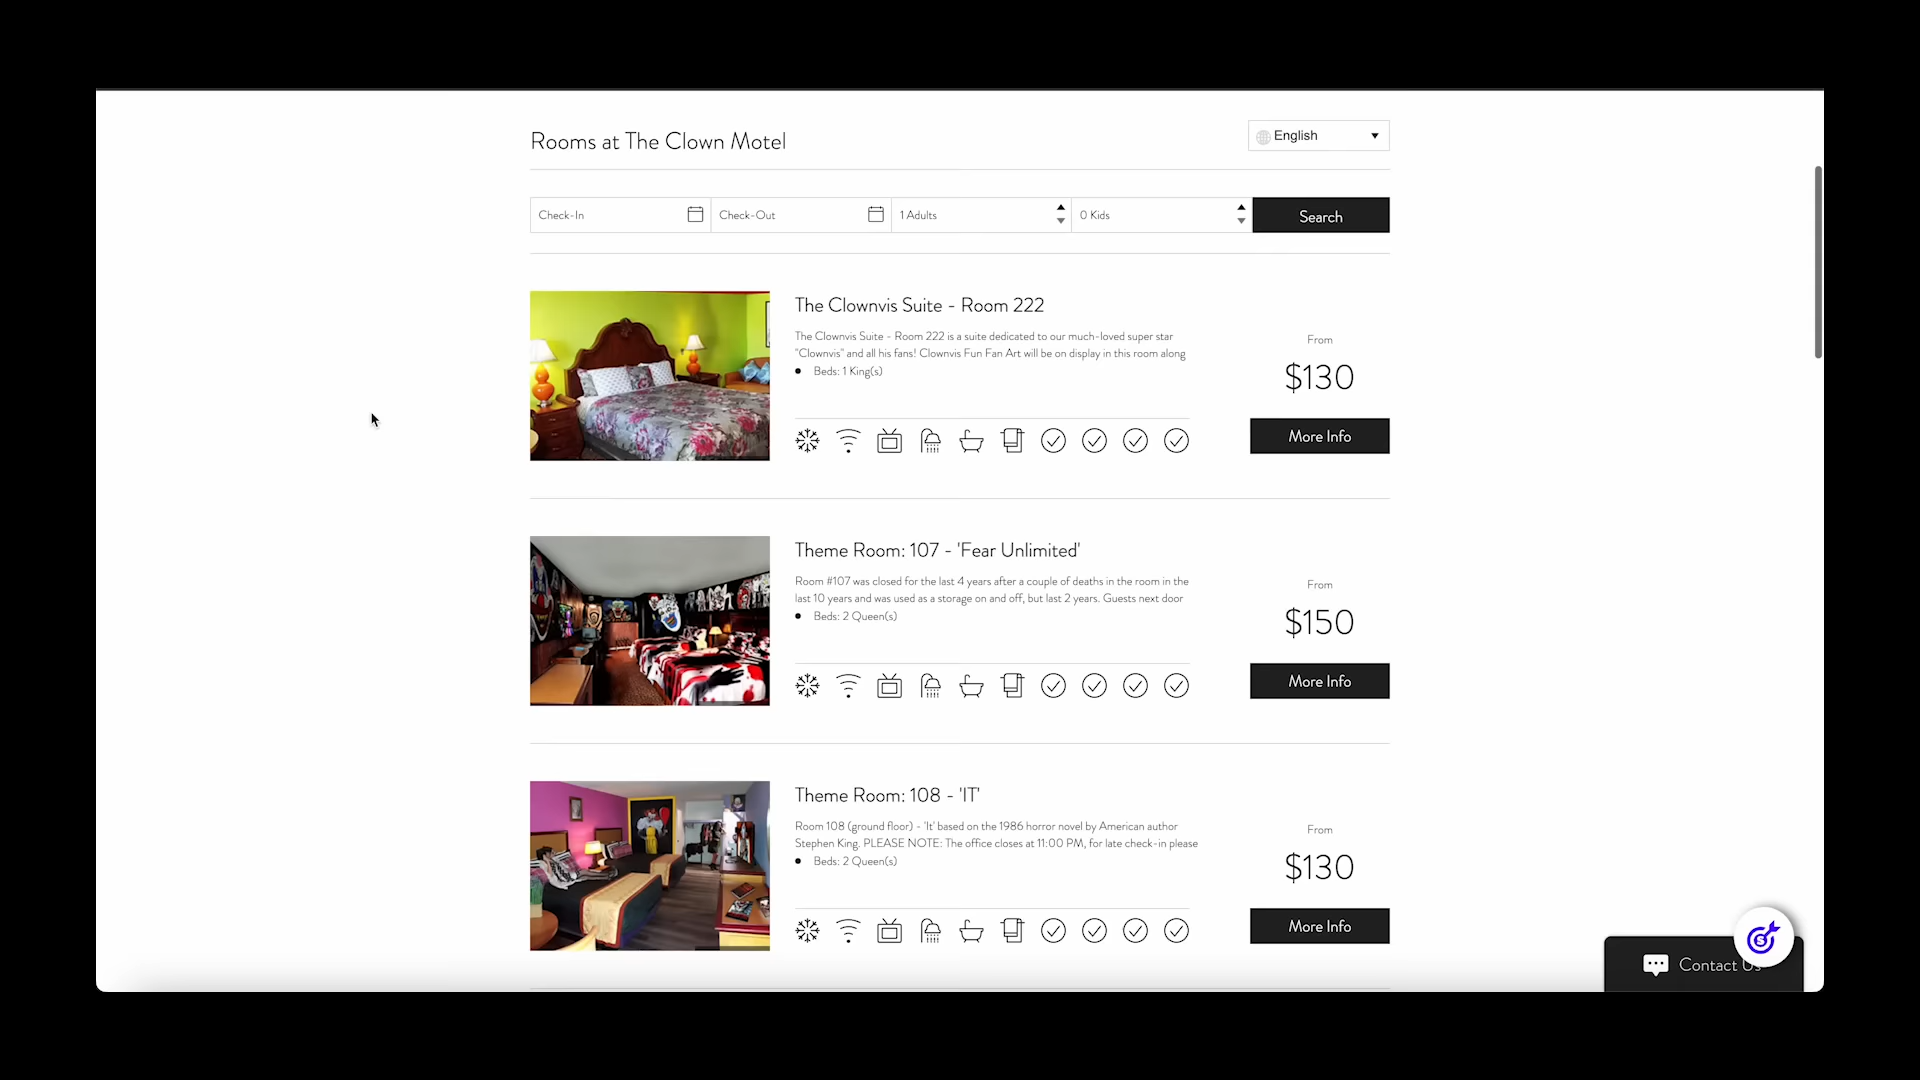 Rooms at The Clown Motel
English
Check-In
Check-Out
1 Adults
0 Kids
Search
The Clownvis Suite - Room 222
The Clownvis Suite - Room 222 is a suite dedicated to our much-loved super star
"Clownvis" and all his fans! Clownvis Fun Fan Art will be on display in this room along
Beds: 1 King(s)
From
$130
More Info
Theme Room: 107 - 'Fear Unlimited'
Room #107 was closed for the last 4 years after a couple of deaths in the room in the
last 10 years and was used as a storage on and off, but last 2 years. Guests next door
Beds: 2 Queen(s)
From
$150
More Info
Theme Room: 108 - 'IT'
Room 108 (ground floor) - 'It' based on the 1986 horror novel by American author
Stephen King. PLEASE NOTE: The office closes at 11:00 PM, for late check-in please
Beds: 2 Queen(s)
From
$130
More Info
Contact Us